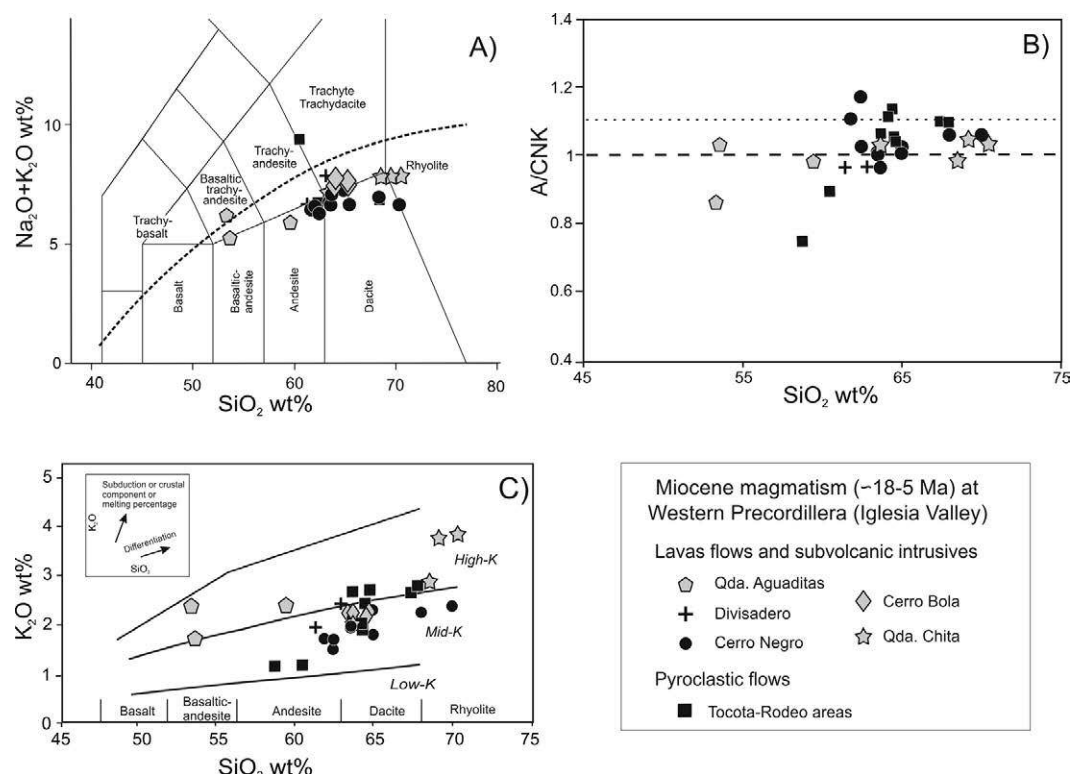 A)
Na₂O+K₂O wt%
10
5
0
Trachyte
Trachydacite
Trachy-
andesite
Basaltic
trachy-
andesite
Trachy-
basalt
Rhyolite
Basalt
Basaltic-
andesite
Andesite
Dacite
40 50 60 70 80
SiO₂ wt%
B)
A/CNK
1.4
1.2
1
0.8
0.6
0.4
45 55 65 75
SiO₂ wt%
C)
K₂O wt%
5
4
3
2
1
0
Subduction or crustal
component or
melting percentage
K₂O
Differentiation
SiO₂
High-K
Mid-K
Low-K
Basalt
Basaltic-
andesite
Andesite
Dacite
Rhyolite
45 50 55 60 65 70 75
SiO₂ wt%
Miocene magmatism (~18-5 Ma) at
Western Precordillera (Iglesia Valley)
Lavas flows and subvolcanic intrusives
Qda. Aguaditas
Divisadero
Cerro Negro
Cerro Bola
Qda. Chita
Pyroclastic flows
Tocota-Rodeo areas